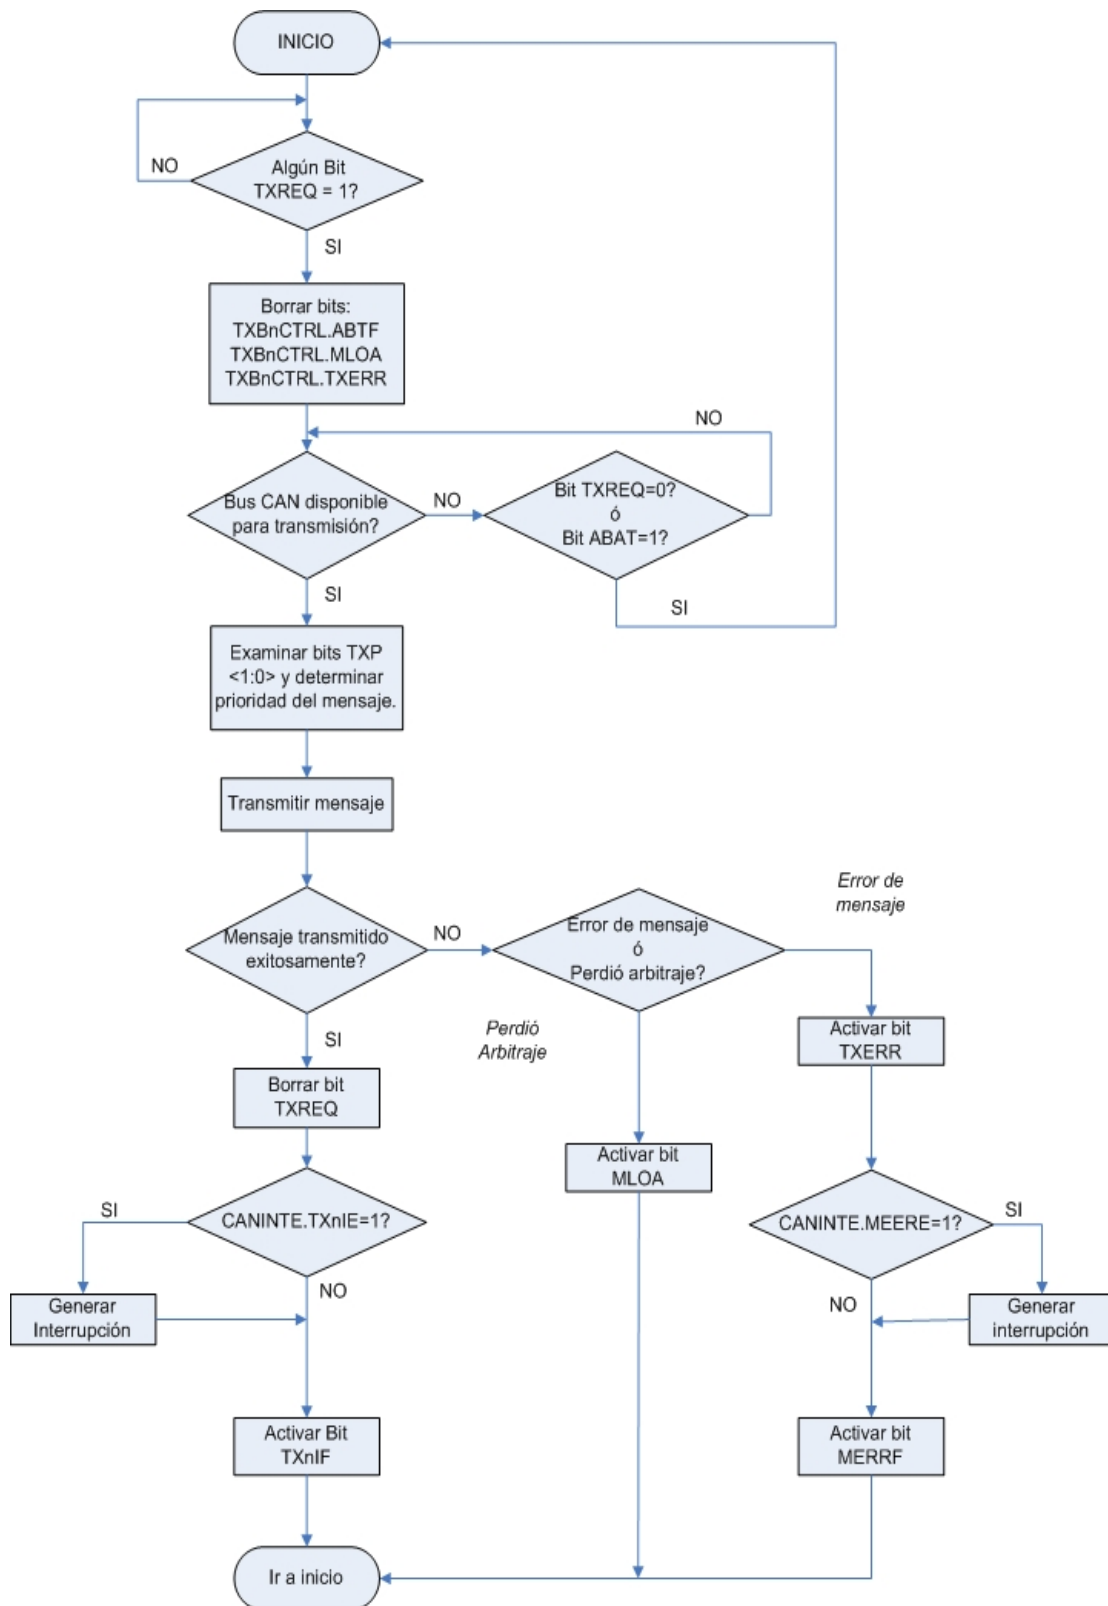 INICIO
NO
Algún Bit
TXREQ = 1?
SI
Borrar bits:
TXBnCTRL.ABTF
TXBnCTRL.MLOA
TXBnCTRL.TXERR
NO
Bus CAN disponible
para transmisión?
NO
Bit TXREQ=0?
ó
Bit ABAT=1?
SI
SI
Examinar bits TXP
<1:0> y determinar
prioridad del mensaje.
Transmitir mensaje
Error de
mensaje
Mensaje transmitido
exitosamente?
NO
Error de mensaje
ó
Perdió arbitraje?
SI
Perdió
Arbitraje
Activar bit
TXERR
Borrar bit
TXREQ
Activar bit
MLOA
SI
CANINTE.TXnIE=1?
NO
CANINTE.MEERE=1?
SI
NO
Generar
Interrupción
Generar
interrupción
Activar Bit
TXnIF
Activar bit
MERRF
Ir a inicio